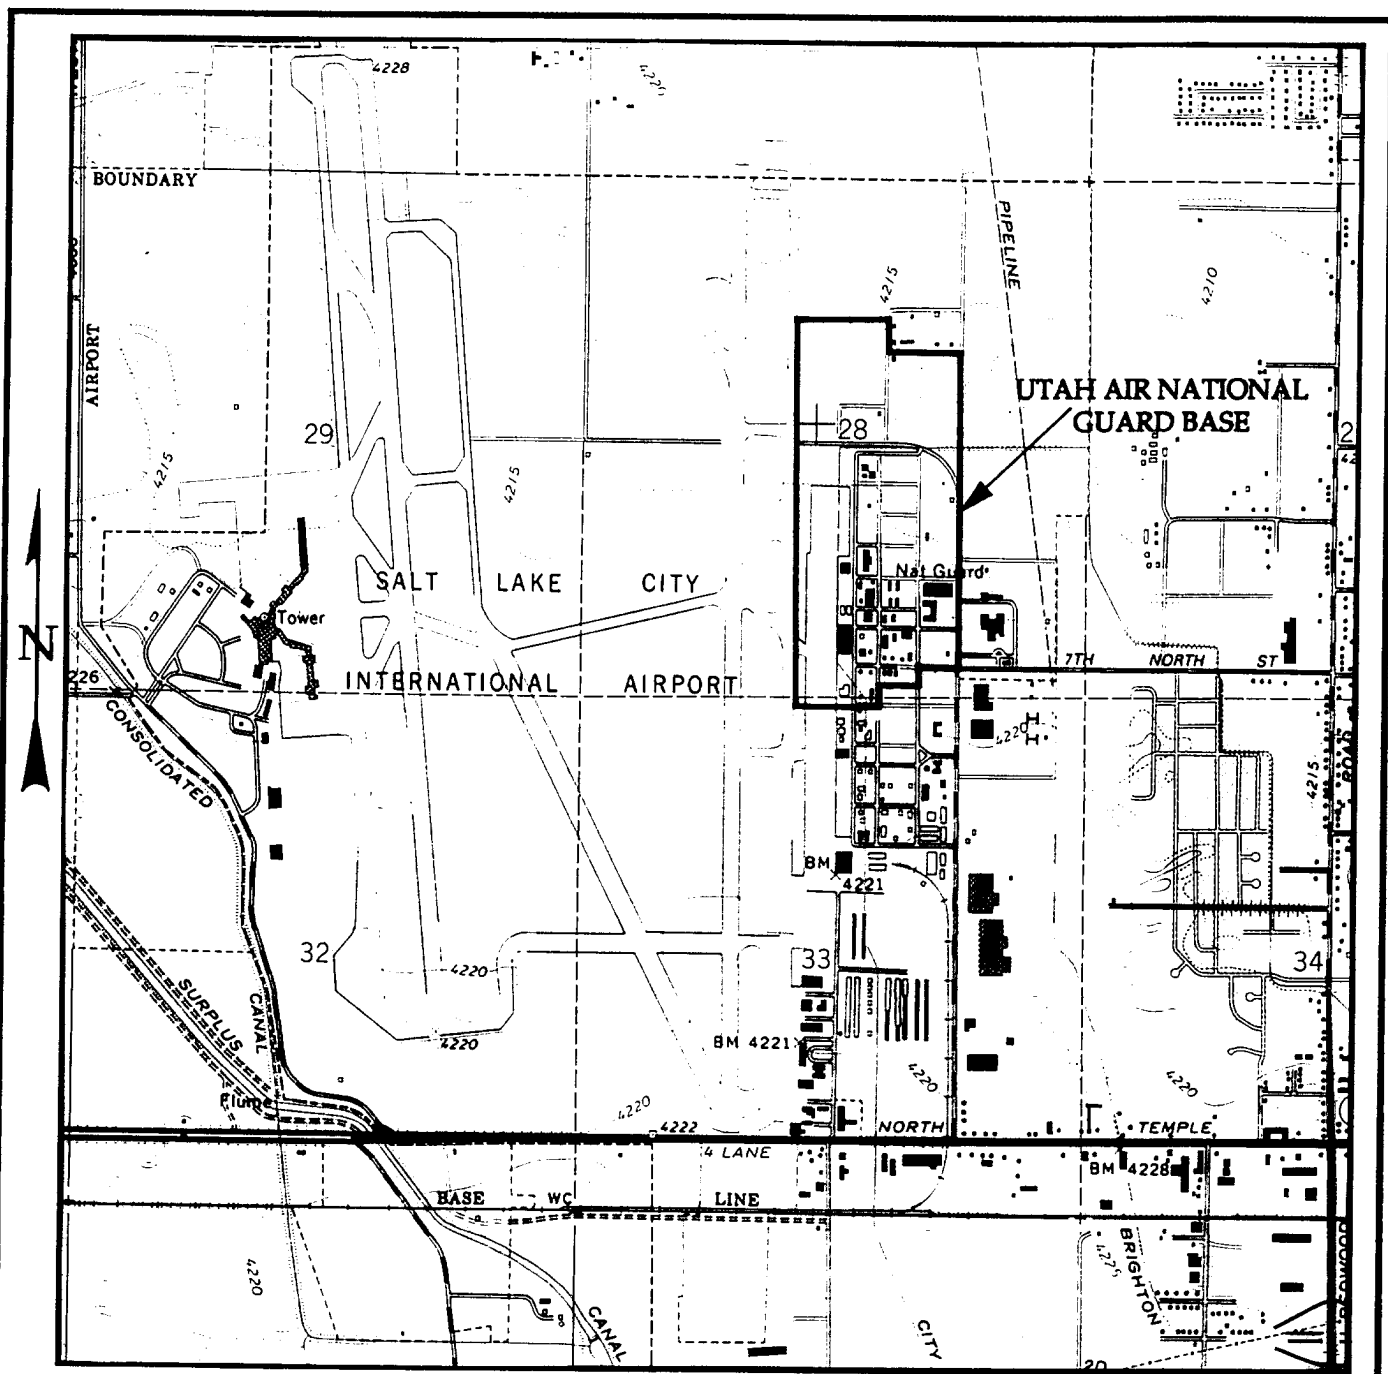 4228
BOUNDARY
PIPELINE
4215
4210
AIRPORT
UTAH AIR NATIONAL
GUARD BASE
29
28
2
42
4215
4215
SALT LAKE CITY
Nat Guard
Tower
N
7TH NORTH ST
INTERNATIONAL AIRPORT
226
CONSOLIDATED
4220
4215
ROAD
BM
4221
32
33
34
4220
SURPLUS
CANAL
BM 4221
4220
4220
4220
Flume
4220
4222
NORTH
TEMPLE
4 LANE
BM 4228
BASE
WC
LINE
4220
BRIGHTON
4225
CANAL
CITY
20